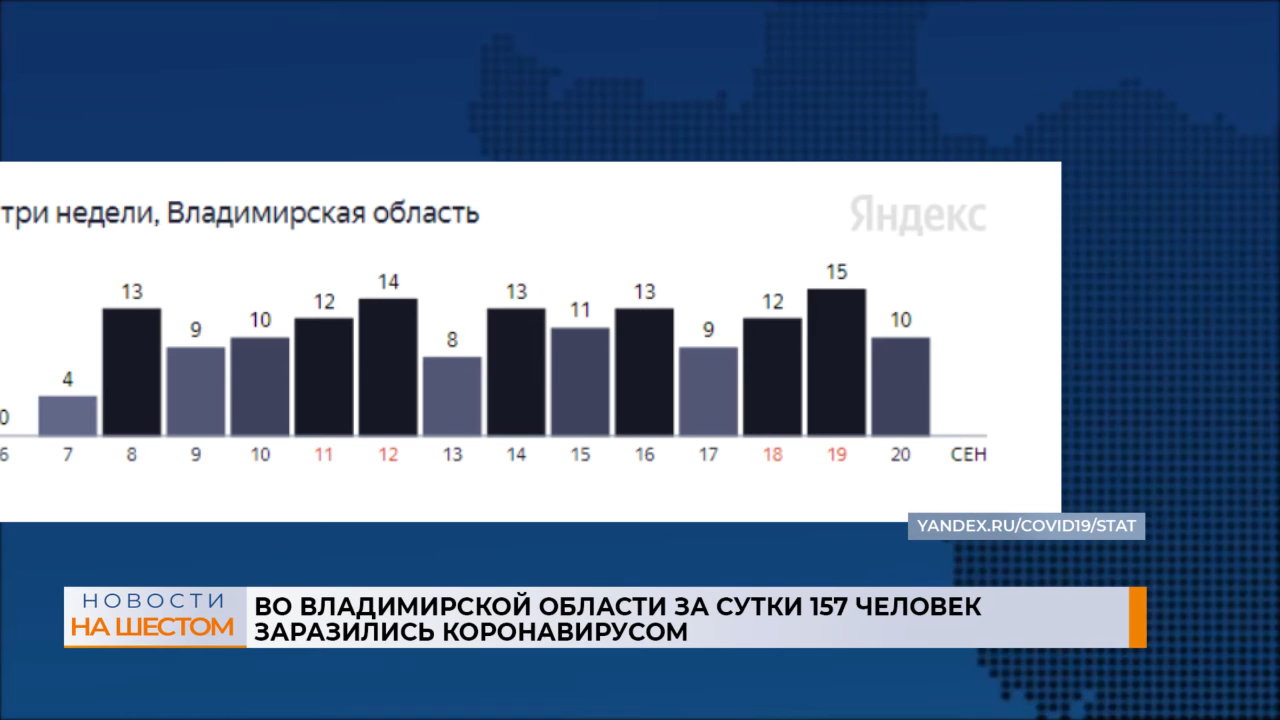 три недели, Владимирская область
Яндекс
0 4 13 9 10 12 14 8 13 11 13 9 12 15 10
6 7 8 9 10 11 12 13 14 15 16 17 18 19 20 СЕН
YANDEX.RU/COVID19/STAT
НОВОСТИ
НА ШЕСТОМ
ВО ВЛАДИМИРСКОЙ ОБЛАСТИ ЗА СУТКИ 157 ЧЕЛОВЕК
ЗАРАЗИЛИСЬ КОРОНАВИРУСОМ